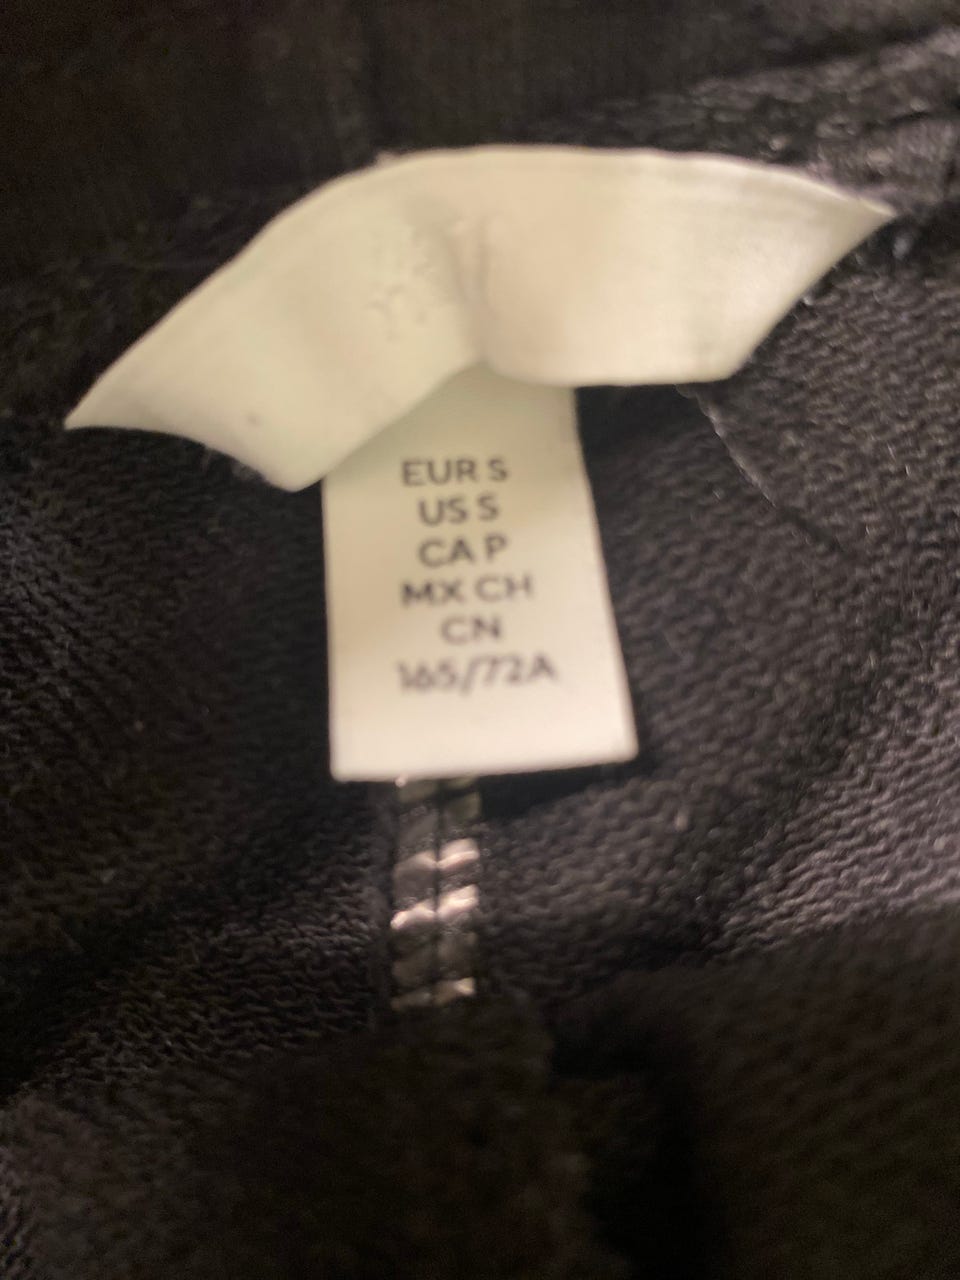 EUR S
US S
CA P
MX CH
CN
165/72A